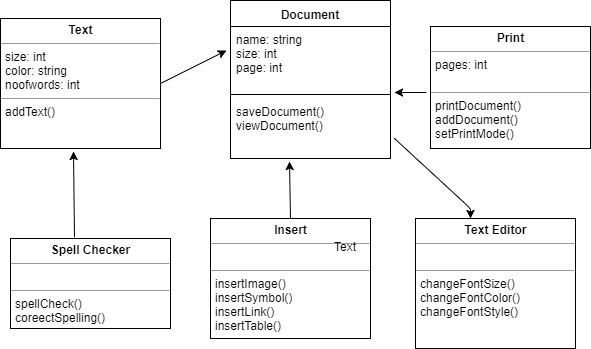 Text
size: int
color: string
noofwords: int
addText()
Document
name: string
size: int
page: int
saveDocument()
viewDocument()
Print
pages: int
printDocument()
addDocument()
setPrintMode()
Spell Checker
spellCheck()
coreectSpelling()
Insert
Text
insertImage()
insertSymbol()
insertLink()
insertTable()
Text Editor
changeFontSize()
changeFontColor()
changeFontStyle()